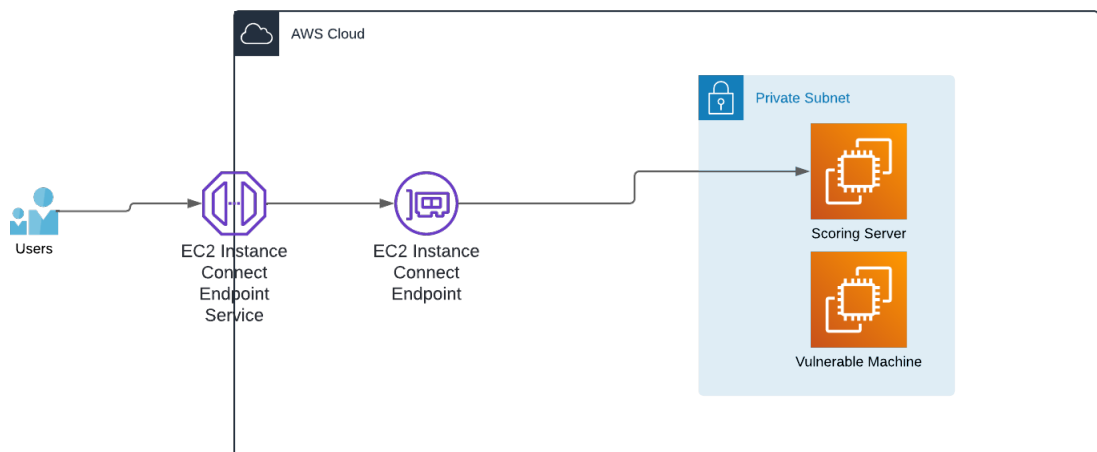 AWS Cloud
Private Subnet
Users
EC2 Instance
Connect
Endpoint
Service
EC2 Instance
Connect
Endpoint
Scoring Server
Vulnerable Machine